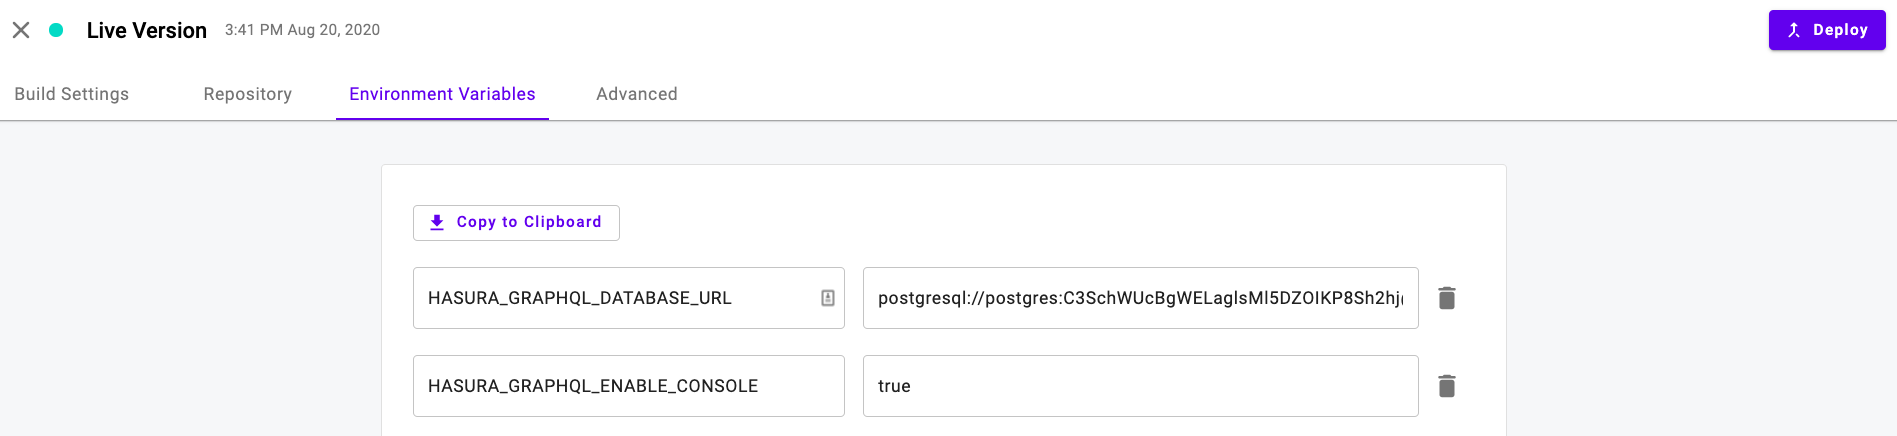 Live Version 3:41 PM Aug 20, 2020 Deploy
Build Settings Repository Environment Variables Advanced
Copy to Clipboard
HASURA_GRAPHQL_DATABASE_URL postgresql://postgres:C3SchWUcBgWELaglsMl5DZOIKP8Sh2hj
HASURA_GRAPHQL_ENABLE_CONSOLE true